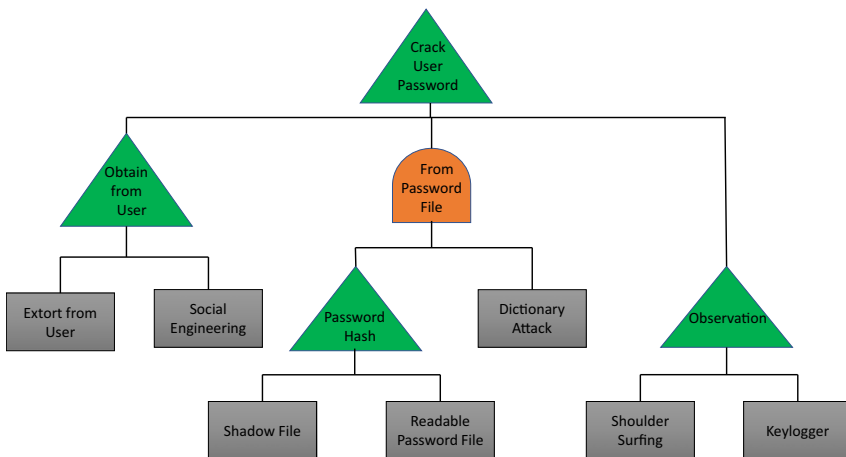 Crack
User
Password
Obtain
from
User
From
Password
File
Extort from
User
Social
Engineering
Password
Hash
Dictionary
Attack
Observation
Shadow File
Readable
Password File
Shoulder
Surfing
Keylogger